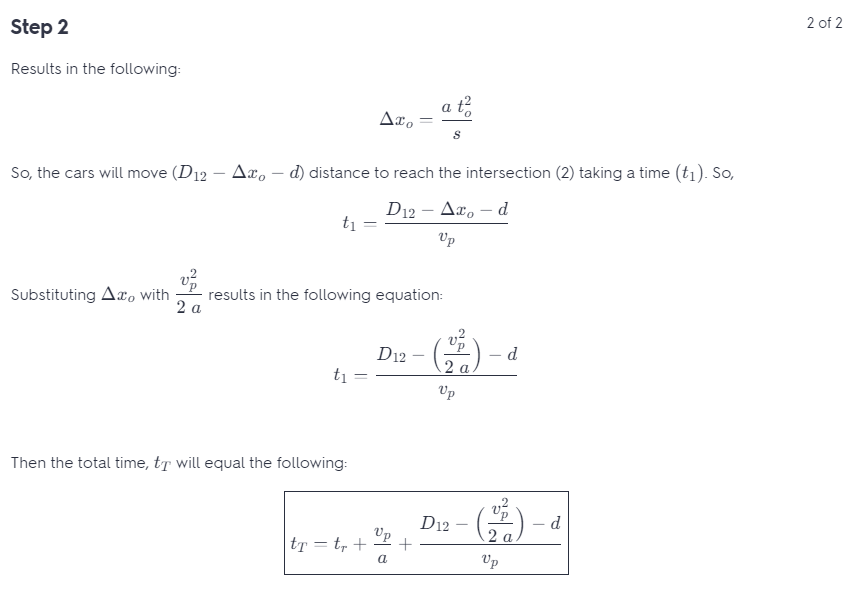 Step 2
2 of 2
Results in the following:
Δx_o = (a t_o^2) / s
So, the cars will move (D_12 − Δx_o − d) distance to reach the intersection (2) taking a time (t_1). So,
t_1 = (D_12 − Δx_o − d) / v_p
Substituting Δx_o with v_p^2 / (2 a) results in the following equation:
t_1 = (D_12 − (v_p^2 / (2 a)) − d) / v_p
Then the total time, t_T will equal the following:
t_T = t_r + v_p / a + (D_12 − (v_p^2 / (2 a)) − d) / v_p